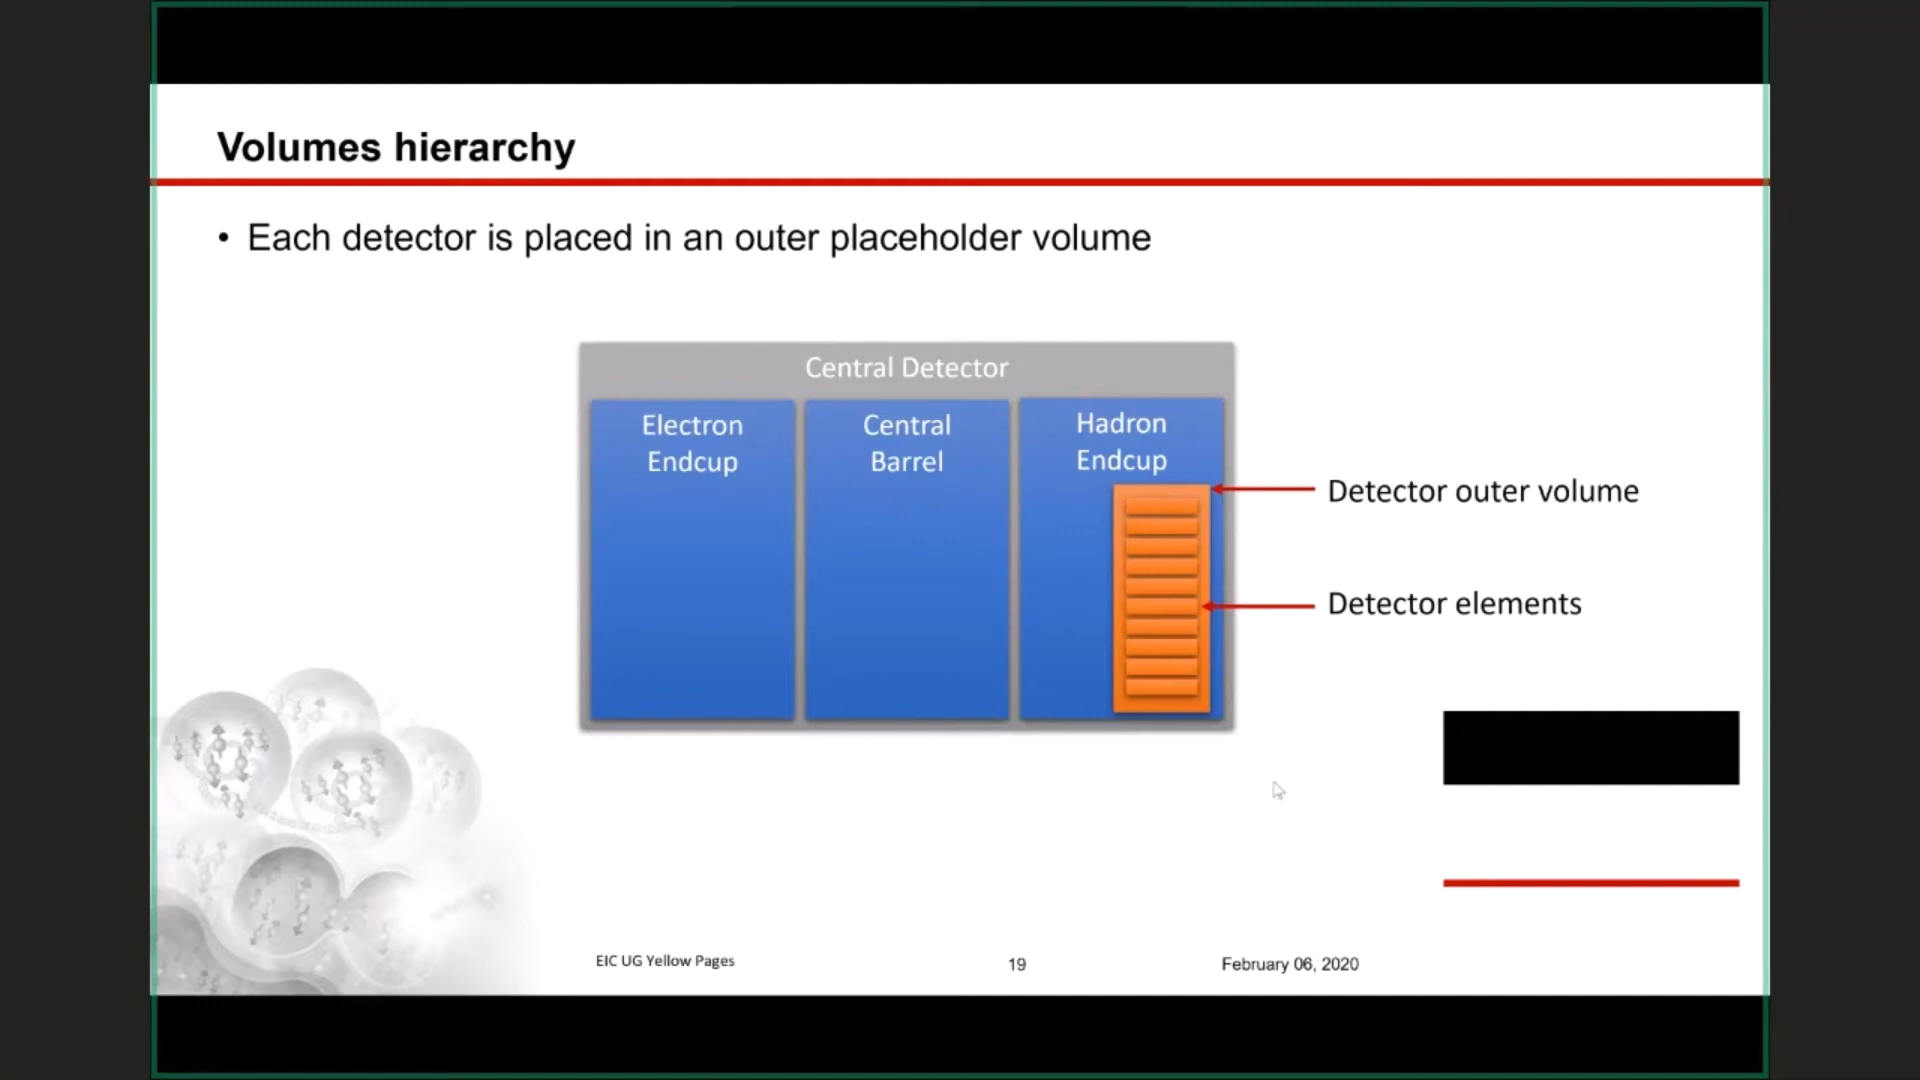 Volumes hierarchy
• Each detector is placed in an outer placeholder volume
Central Detector
Electron
Endcup
Central
Barrel
Hadron
Endcup
Detector outer volume
Detector elements
EIC UG Yellow Pages
19
February 06, 2020